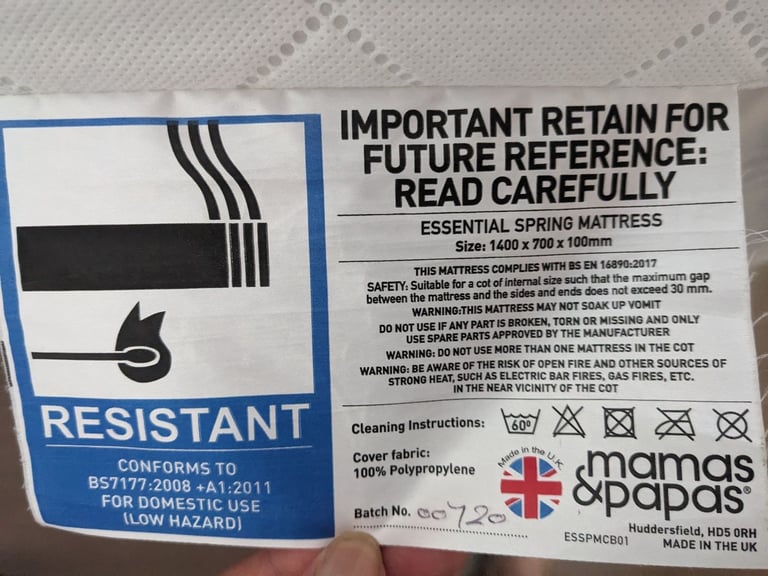 RESISTANT
CONFORMS TO
BS7177:2008 +A1:2011
FOR DOMESTIC USE
(LOW HAZARD)
IMPORTANT RETAIN FOR
FUTURE REFERENCE:
READ CAREFULLY
ESSENTIAL SPRING MATTRESS
Size: 1400 x 700 x 100mm
THIS MATTRESS COMPLIES WITH BS EN 16890:2017
SAFETY: Suitable for a cot of internal size such that the maximum gap
between the mattress and the sides and ends does not exceed 30 mm.
WARNING:THIS MATTRESS MAY NOT SOAK UP VOMIT
DO NOT USE IF ANY PART IS BROKEN, TORN OR MISSING AND ONLY
USE SPARE PARTS APPROVED BY THE MANUFACTURER
WARNING: DO NOT USE MORE THAN ONE MATTRESS IN THE COT
WARNING: BE AWARE OF THE RISK OF OPEN FIRE AND OTHER SOURCES OF
STRONG HEAT, SUCH AS ELECTRIC BAR FIRES, GAS FIRES, ETC.
IN THE NEAR VICINITY OF THE COT
Cleaning Instructions: 60°
Cover fabric:
100% Polypropylene
Made in the U.K.
mamas
&papas®
Batch No. 00720
ESSPMCB01
Huddersfield, HD5 0RH
MADE IN THE UK